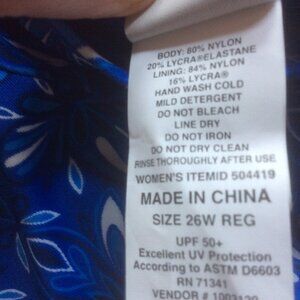 BODY: 80% NYLON
20% LYCRA®ELASTANE
LINING: 84% NYLON
16% LYCRA®
HAND WASH COLD
MILD DETERGENT
DO NOT BLEACH
LINE DRY
DO NOT IRON
DO NOT DRY CLEAN
RINSE THOROUGHLY AFTER USE
WOMEN'S ITEMID 504419
MADE IN CHINA
SIZE 26W REG
UPF 50+
Excellent UV Protection
According to ASTM D6603
RN 71341
VENDOR #